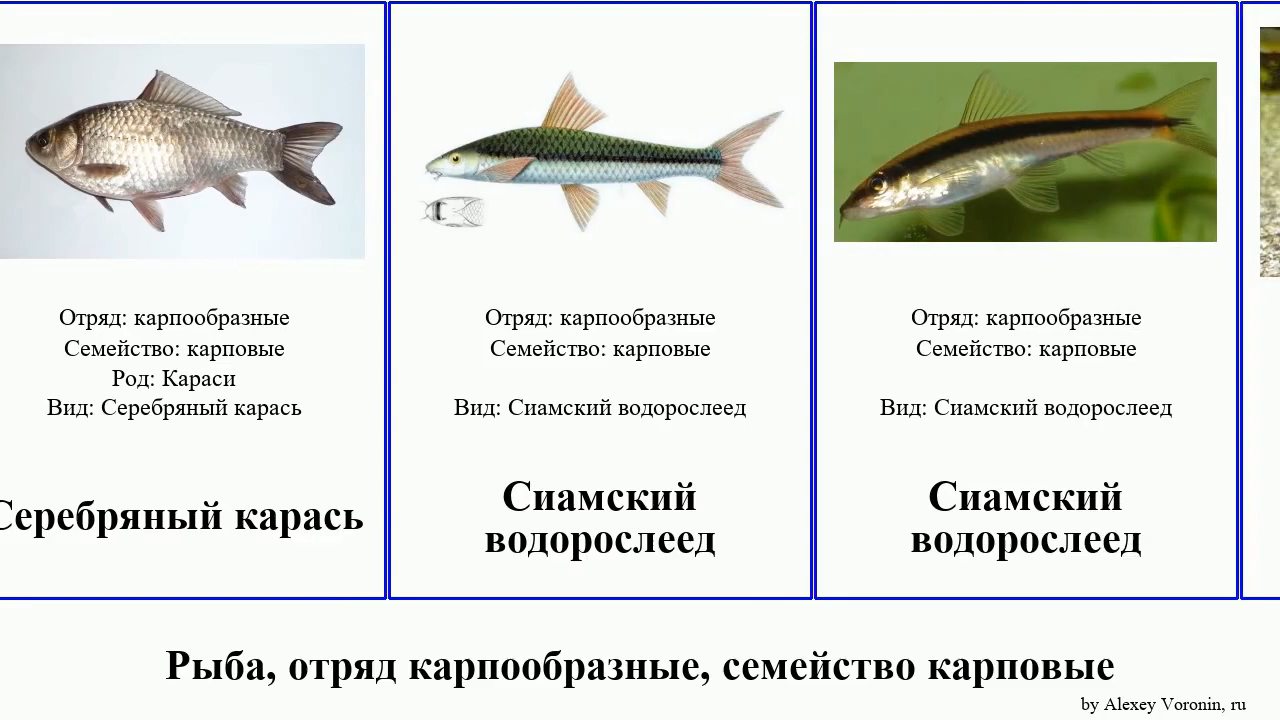 Отряд: карпообразные
Семейство: карповые
Род: Караси
Вид: Серебряный карась
Серебряный карась
Отряд: карпообразные
Семейство: карповые
Вид: Сиамский водорослеед
Сиамский
водорослеед
Отряд: карпообразные
Семейство: карповые
Вид: Сиамский водорослеед
Сиамский
водорослеед
Рыба, отряд карпообразные, семейство карповые
by Alexey Voronin, ru